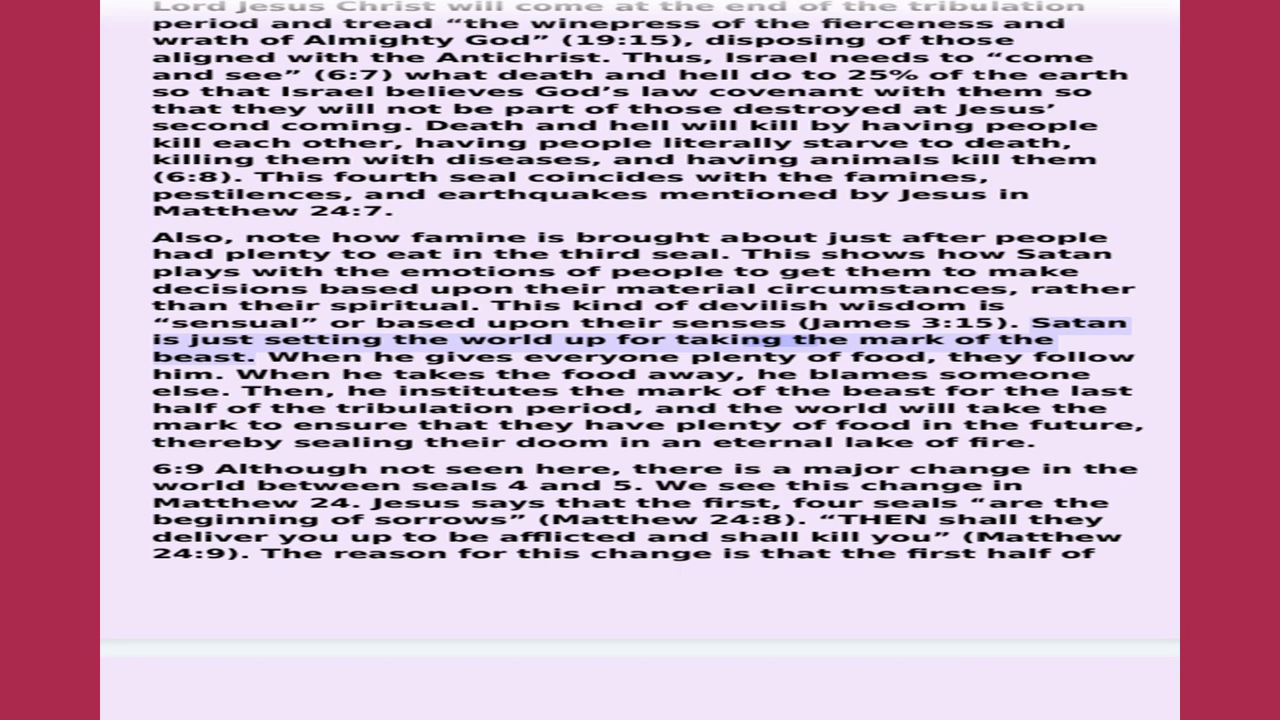 Lord Jesus Christ will come at the end of the tribulation
period and tread “the winepress of the fierceness and
wrath of Almighty God” (19:15), disposing of those
aligned with the Antichrist. Thus, Israel needs to “come
and see” (6:7) what death and hell do to 25% of the earth
so that Israel believes God’s law covenant with them so
that they will not be part of those destroyed at Jesus’
second coming. Death and hell will kill by having people
kill each other, having people literally starve to death,
killing them with diseases, and having animals kill them
(6:8). This fourth seal coincides with the famines,
pestilences, and earthquakes mentioned by Jesus in
Matthew 24:7.
Also, note how famine is brought about just after people
had plenty to eat in the third seal. This shows how Satan
plays with the emotions of people to get them to make
decisions based upon their material circumstances, rather
than their spiritual. This kind of devilish wisdom is
“sensual” or based upon their senses (James 3:15). Satan
is just setting the world up for taking the mark of the
beast. When he gives everyone plenty of food, they follow
him. When he takes the food away, he blames someone
else. Then, he institutes the mark of the beast for the last
half of the tribulation period, and the world will take the
mark to ensure that they have plenty of food in the future,
thereby sealing their doom in an eternal lake of fire.
6:9 Although not seen here, there is a major change in the
world between seals 4 and 5. We see this change in
Matthew 24. Jesus says that the first, four seals “are the
beginning of sorrows” (Matthew 24:8). “THEN shall they
deliver you up to be afflicted and shall kill you” (Matthew
24:9). The reason for this change is that the first half of